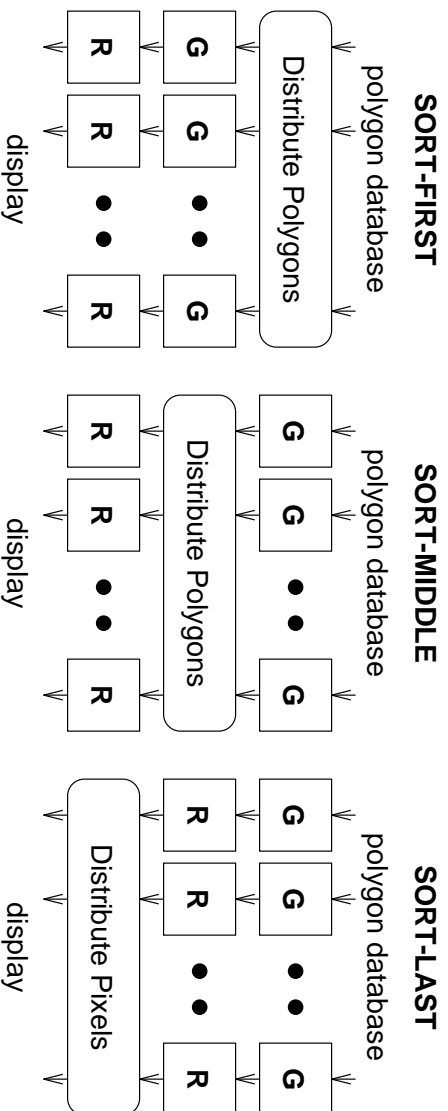 SORT-FIRST
polygon database
Distribute Polygons
G G G
R R R
display
SORT-MIDDLE
polygon database
G G G
Distribute Polygons
R R R
display
SORT-LAST
polygon database
G G G
R R R
Distribute Pixels
display